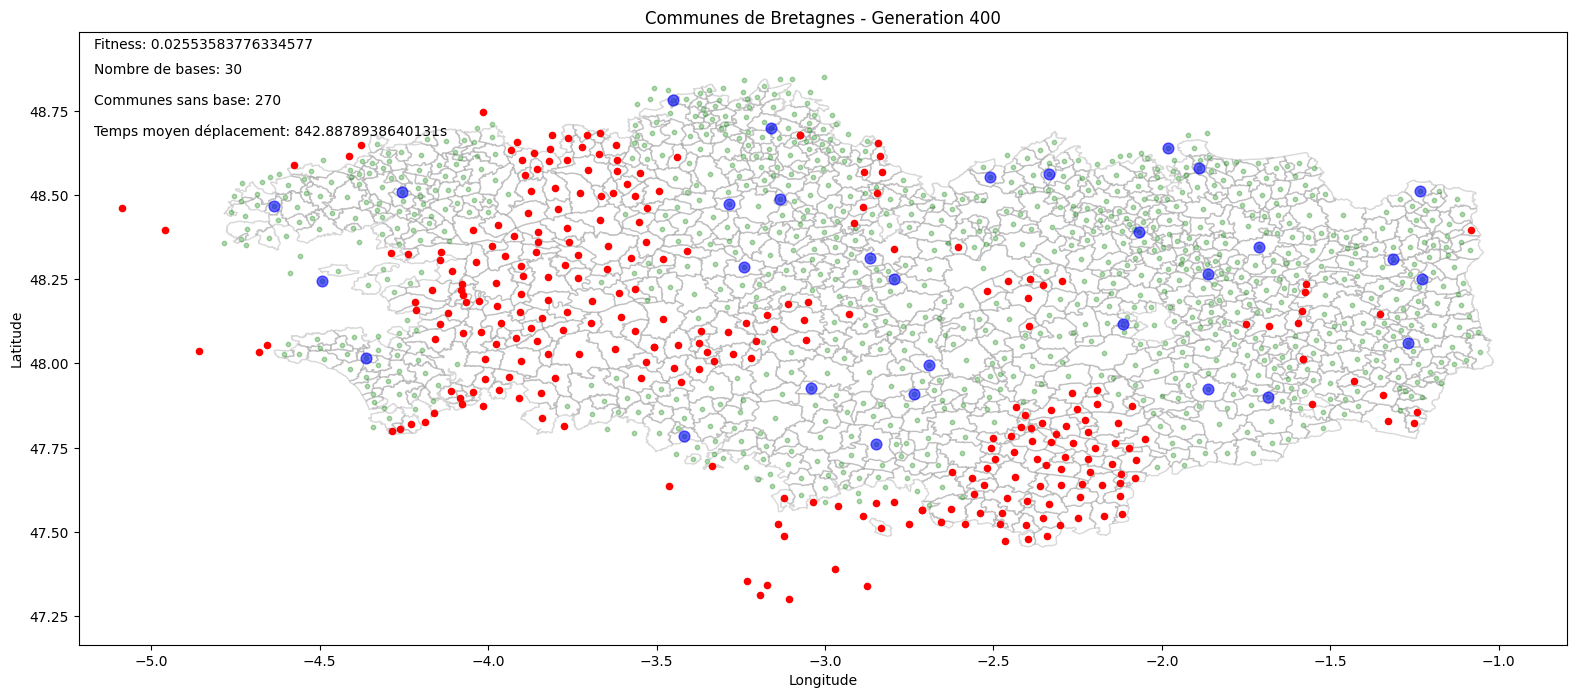 Communes de Bretagnes - Generation 400
Fitness: 0.02553583776334577
Nombre de bases: 30
Communes sans base: 270
Temps moyen déplacement: 842.8878938640131s
Latitude
48.75
48.50
48.25
48.00
47.75
47.50
47.25
−5.0
−4.5
−4.0
−3.5
−3.0
−2.5
−2.0
−1.5
−1.0
Longitude